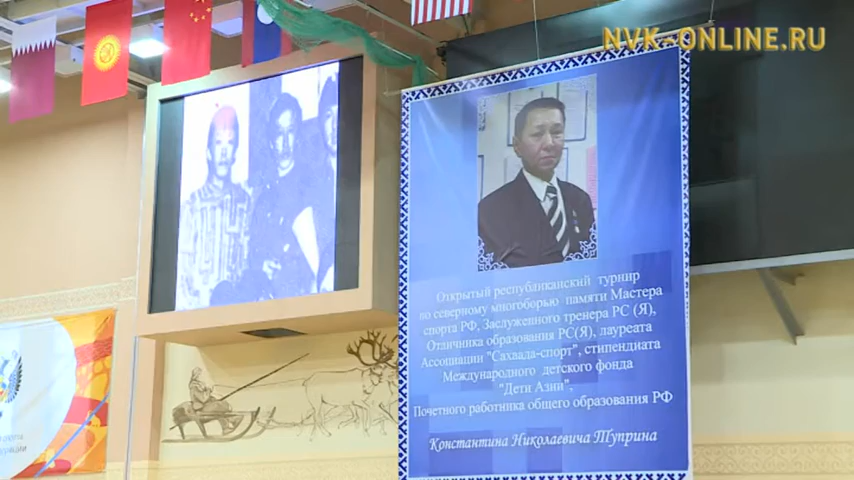 NVK-ONLINE.RU
Открытый республиканский турнир
по северному многоборью памяти Мастера
спорта РФ, Заслуженного тренера РС (Я),
Отличника образования РС(Я), лауреата
Ассоциации "Сахаада-спорт", стипендиата
Международного детского фонда
"Дети Азии",
Почетного работника общего образования РФ
Константина Николаевича Туприна